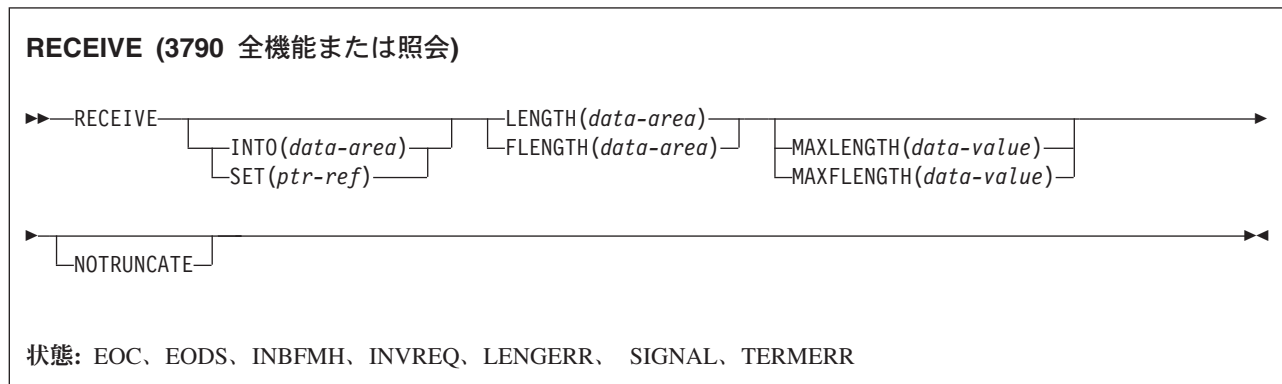 RECEIVE (3790 全機能または照会)
RECEIVE LENGTH(data-area)
INTO(data-area) FLENGTH(data-area) MAXLENGTH(data-value)
SET(ptr-ref) MAXFLENGTH(data-value)
NOTRUNCATE
状態: EOC、EODS、INBFMH、INVREQ、LENGERR、 SIGNAL、TERMERR